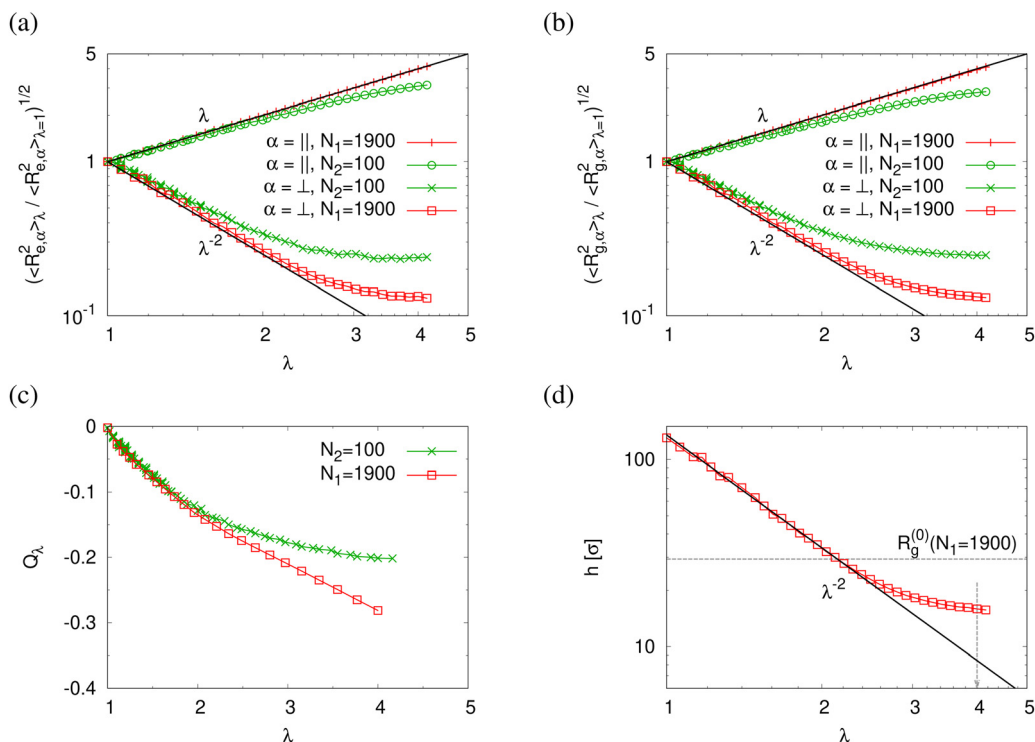 (a)
(<R²e,α>λ / <R²e,α>λ=1)^1/2
5
1
10^-1
λ
λ^-2
α = ||, N1=1900
α = ||, N2=100
α = ⊥, N2=100
α = ⊥, N1=1900
1 2 3 4 5
λ
(b)
(<R²g,α>λ / <R²g,α>λ=1)^1/2
5
1
10^-1
λ
λ^-2
α = ||, N1=1900
α = ||, N2=100
α = ⊥, N2=100
α = ⊥, N1=1900
1 2 3 4 5
λ
(c)
Qλ
0
-0.1
-0.2
-0.3
-0.4
N2=100
N1=1900
1 2 3 4 5
λ
(d)
h [σ]
100
10
Rg^(0)(N1=1900)
λ^-2
1 2 3 4 5
λ